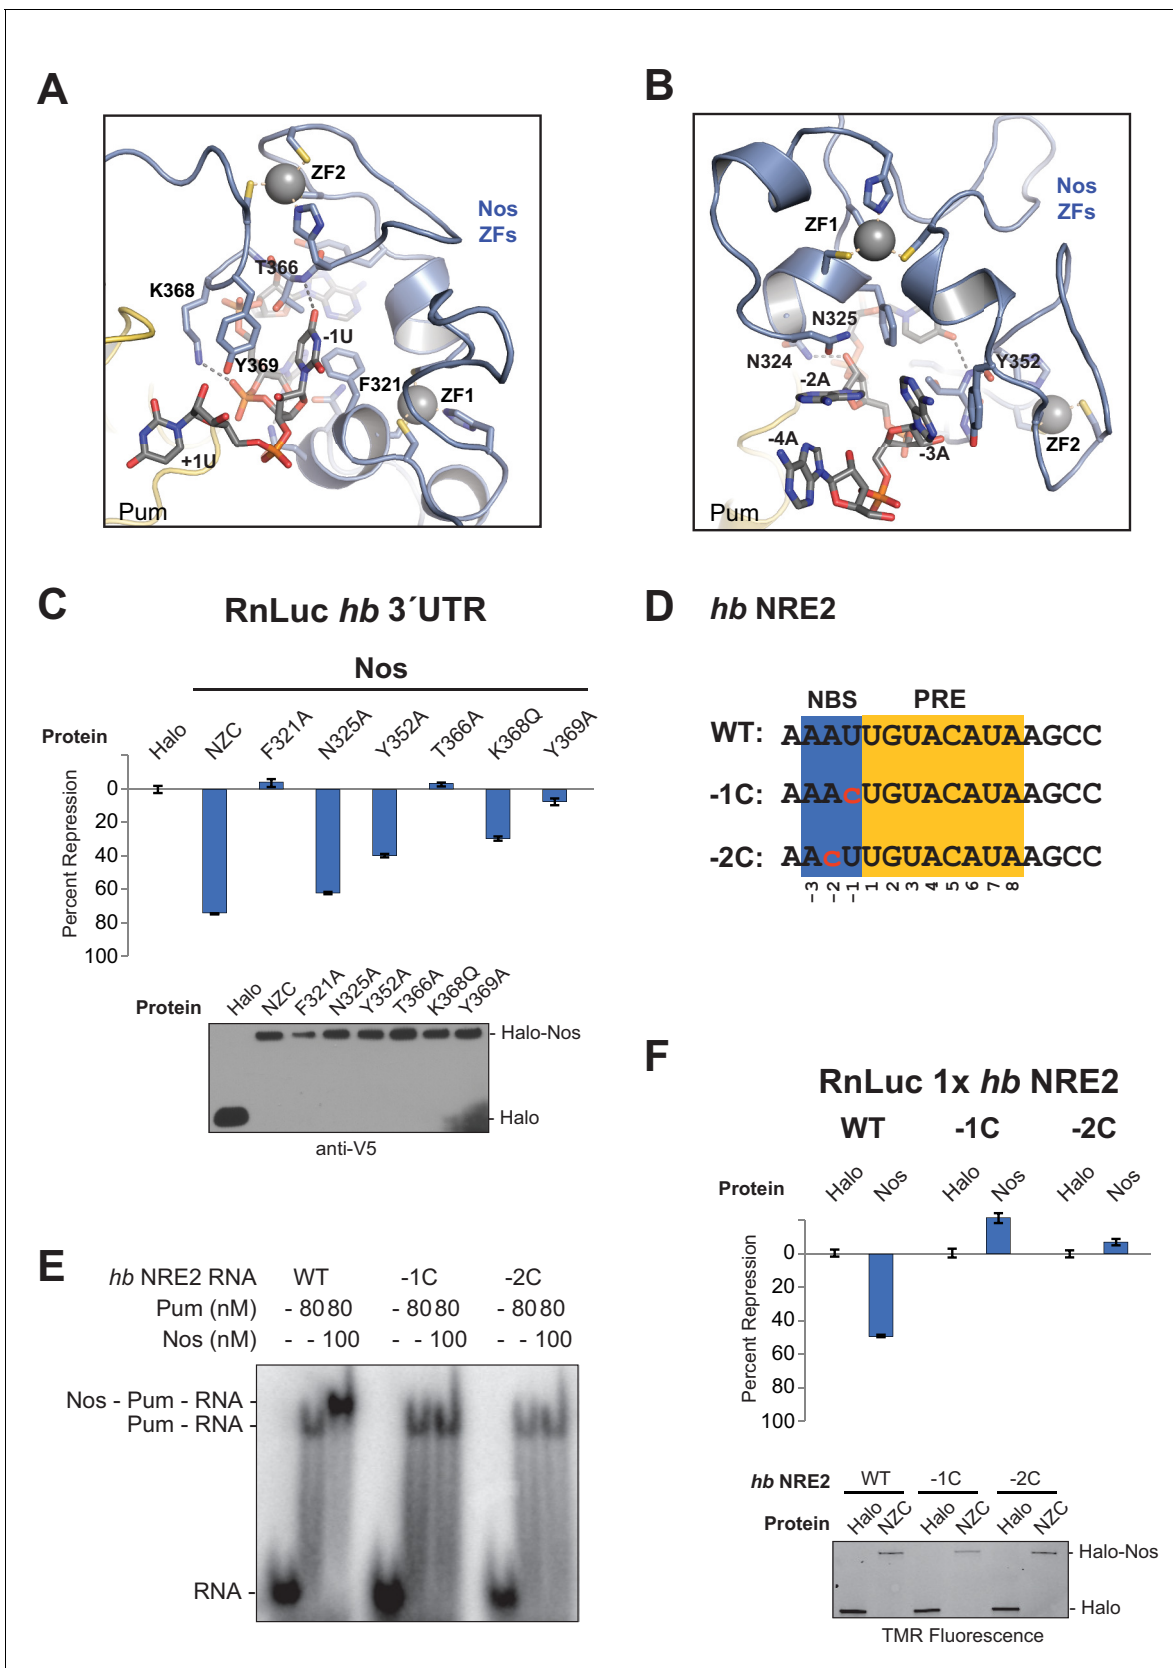 A
ZF2
Nos
ZFs
T366
K368
-1U
Y369
F321
ZF1
+1U
Pum
B
Nos
ZFs
ZF1
N325
N324
Y352
-2A
-4A
-3A
ZF2
Pum
C
RnLuc hb 3´UTR
Nos
Protein Halo NZC F321A N325A Y352A T366A K368Q Y369A
Percent Repression
0
20
40
60
80
100
Protein Halo NZC F321A N325A Y352A T366A K368Q Y369A
- Halo-Nos
- Halo
anti-V5
D
hb NRE2
NBS PRE
WT: AAAUUGUACAUAAGCC
-1C: AAAcUGUACAUAAGCC
-2C: AAcUUGUACAUAAGCC
-3 -2 -1 1 2 3 4 5 6 7 8
E
hb NRE2 RNA WT -1C -2C
Pum (nM) - 80 80 - 80 80 - 80 80
Nos (nM) - - 100 - - 100 - - 100
Nos - Pum - RNA -
Pum - RNA -
RNA -
F
RnLuc 1x hb NRE2
WT -1C -2C
Protein Halo Nos Halo Nos Halo Nos
Percent Repression
0
20
40
60
80
100
hb NRE2 WT -1C -2C
Protein Halo NZC Halo NZC Halo NZC
- Halo-Nos
- Halo
TMR Fluorescence